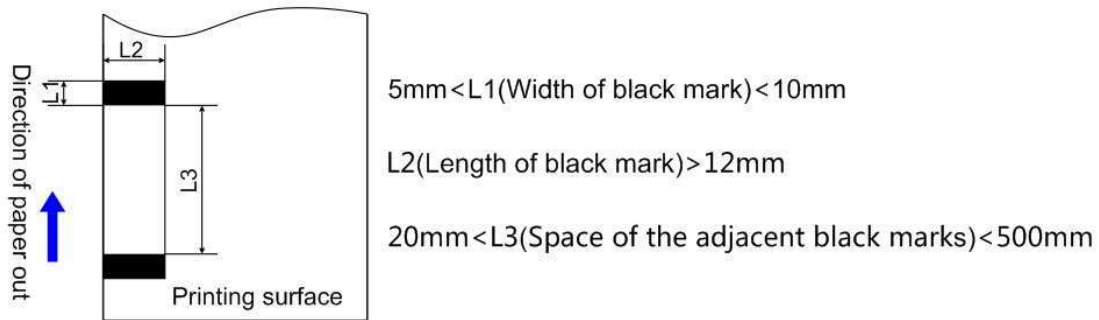 L2
L1
Direction of paper out
L3
Printing surface
5mm<L1(Width of black mark)<10mm
L2(Length of black mark)>12mm
20mm<L3(Space of the adjacent black marks)<500mm